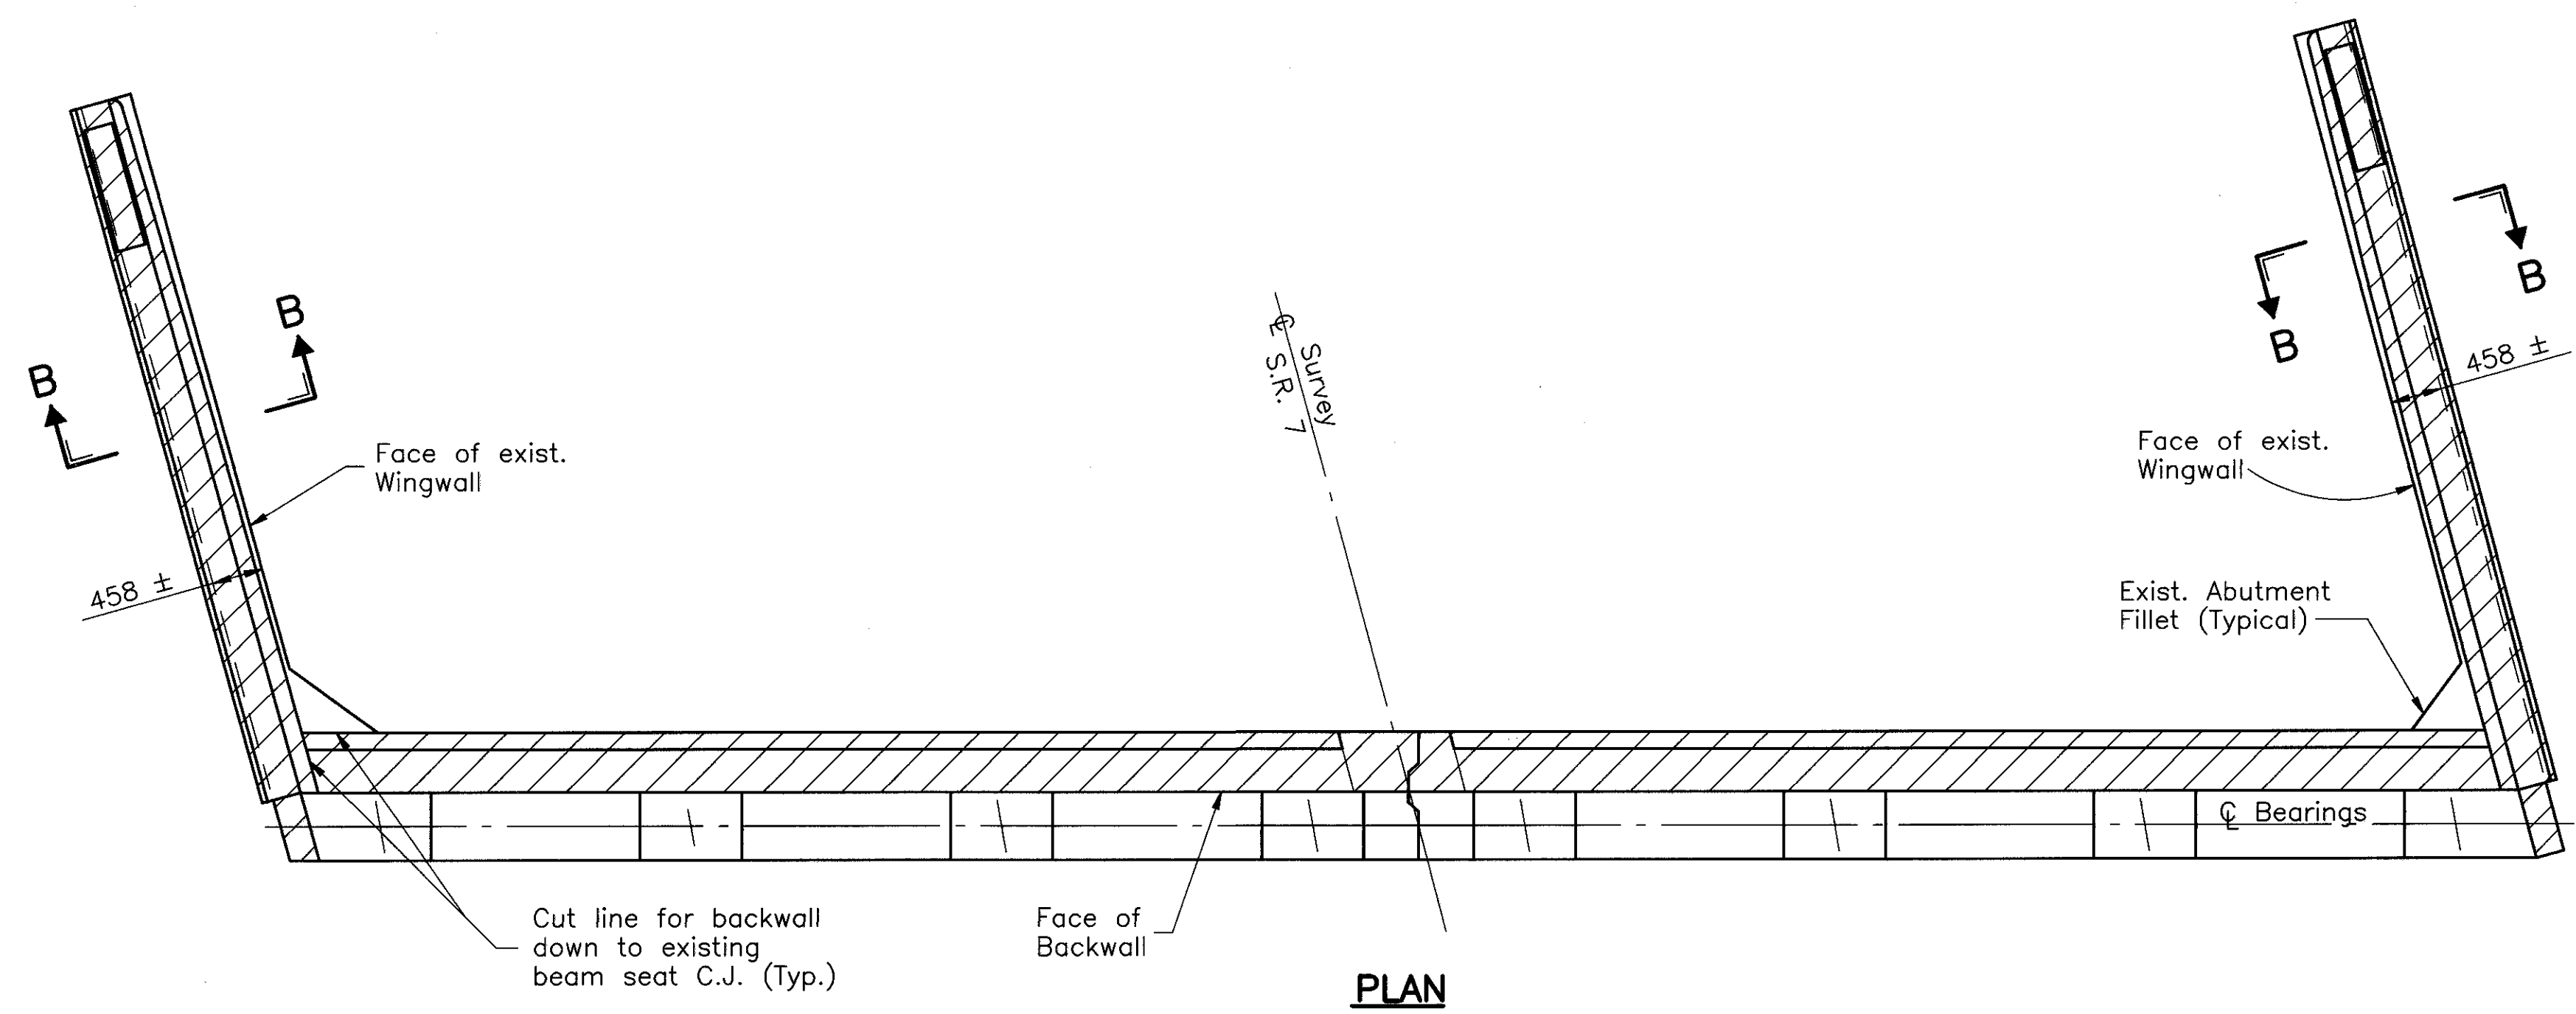 B
B
B
B
Face of exist.
Wingwall
458 ±
℄ Survey
S.R. 7
458 ±
Face of exist.
Wingwall
Exist. Abutment
Fillet (Typical)
℄ Bearings
Cut line for backwall
down to existing
beam seat C.J. (Typ.)
Face of
Backwall
PLAN